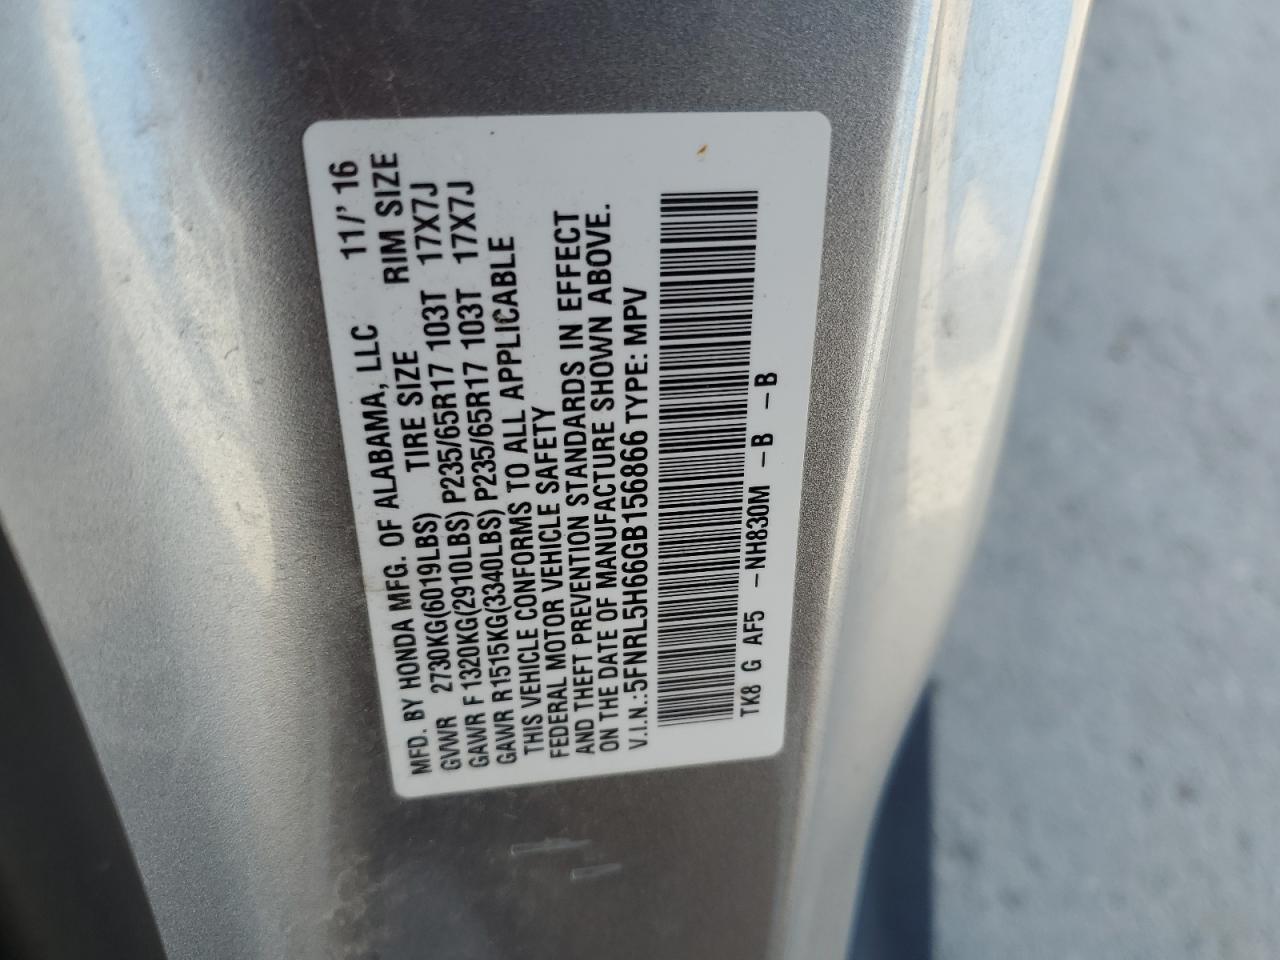 MFD. BY HONDA MFG. OF ALABAMA, LLC 11/' 16
TIRE SIZE RIM SIZE
GVWR 2730KG(6019LBS)
GAWR F 1320KG(2910LBS) P235/65R17 103T 17X7J
GAWR R 1515KG(3340LBS) P235/65R17 103T 17X7J
THIS VEHICLE CONFORMS TO ALL APPLICABLE
FEDERAL MOTOR VEHICLE SAFETY
AND THEFT PREVENTION STANDARDS IN EFFECT
ON THE DATE OF MANUFACTURE SHOWN ABOVE.
V.I.N.:5FNRL5H66GB156866 TYPE: MPV
TK8 G AF5 -NH830M -B -B